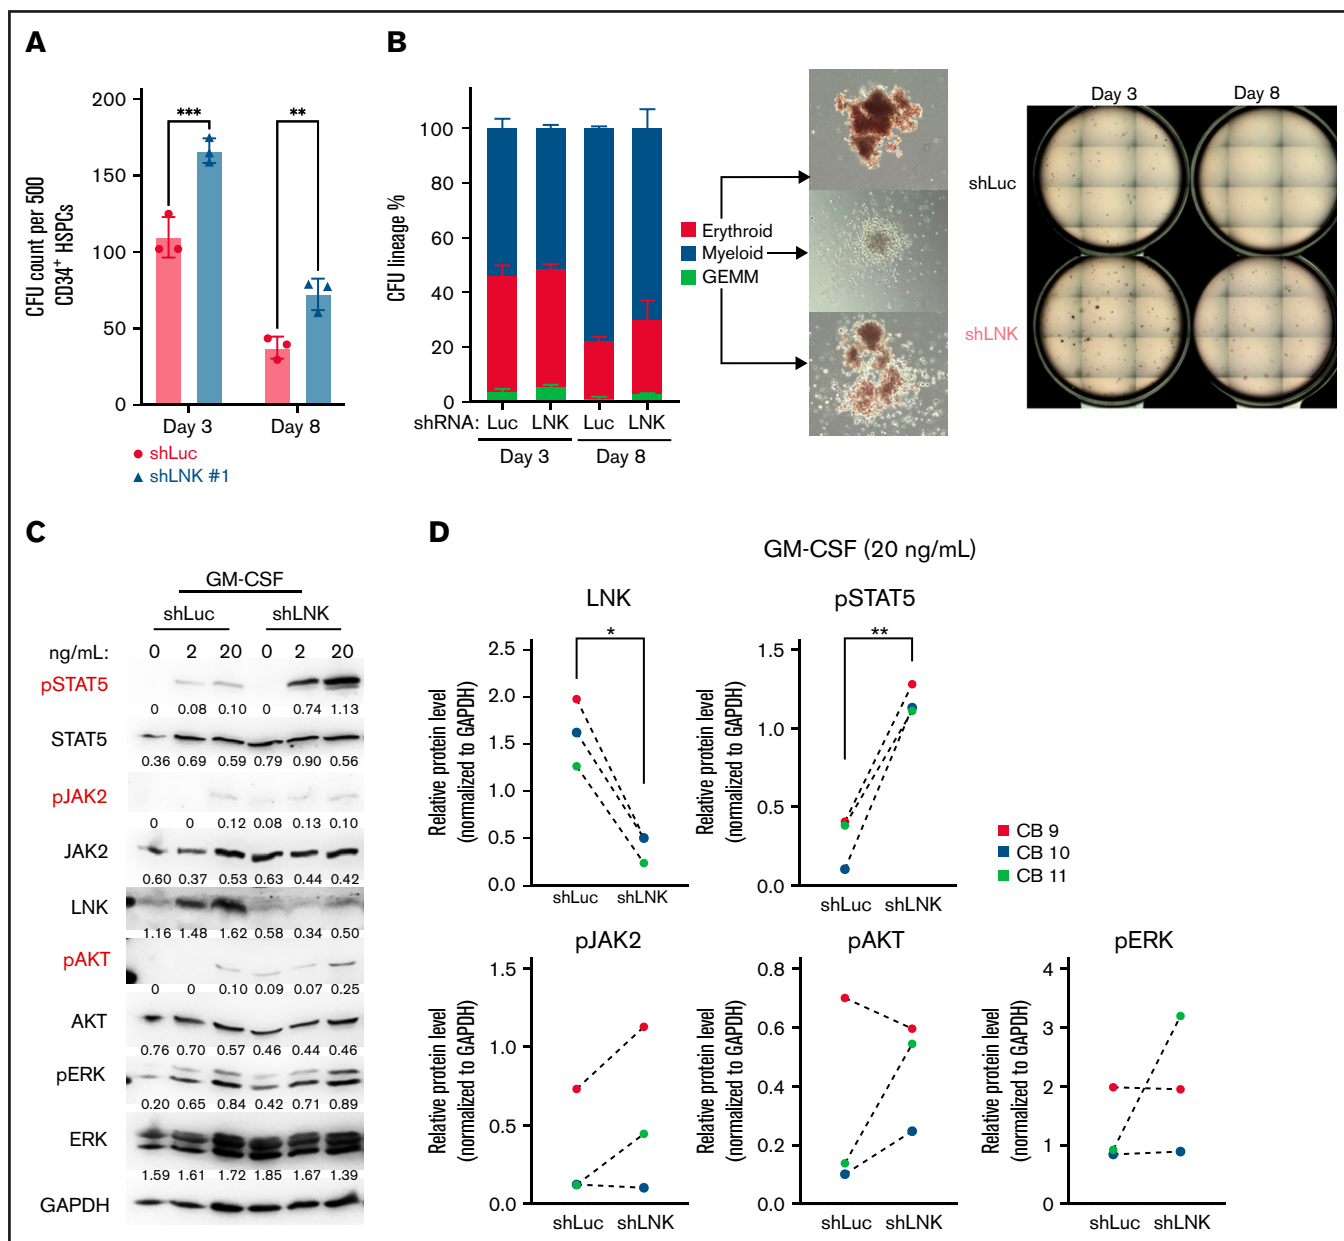 A
CFU count per 500
CD34+ HSPCs
200
150
100
50
0
***
**
Day 3
Day 8
shLuc
shLNK #1
B
CFU lineage %
100
80
60
40
20
0
shRNA: Luc LNK Luc LNK
Day 3
Day 8
Erythroid
Myeloid
GEMM
Day 3
Day 8
shLuc
shLNK
C
GM-CSF
shLuc
shLNK
ng/mL: 0 2 20 0 2 20
pSTAT5
0 0.08 0.10 0 0.74 1.13
STAT5
0.36 0.69 0.59 0.79 0.90 0.56
pJAK2
0 0 0.12 0.08 0.13 0.10
JAK2
0.60 0.37 0.53 0.63 0.44 0.42
LNK
1.16 1.48 1.62 0.58 0.34 0.50
pAKT
0 0 0.10 0.09 0.07 0.25
AKT
0.76 0.70 0.57 0.46 0.44 0.46
pERK
0.20 0.65 0.84 0.42 0.71 0.89
ERK
1.59 1.61 1.72 1.85 1.67 1.39
GAPDH
D
GM-CSF (20 ng/mL)
LNK
Relative protein level
(normalized to GAPDH)
2.5
2.0
1.5
1.0
0.5
0.0
*
shLuc shLNK
pSTAT5
Relative protein level
(normalized to GAPDH)
1.5
1.0
0.5
0.0
**
shLuc shLNK
CB 9
CB 10
CB 11
pJAK2
Relative protein level
(normalized to GAPDH)
1.5
1.0
0.5
0.0
shLuc shLNK
pAKT
Relative protein level
(normalized to GAPDH)
0.8
0.6
0.4
0.2
0.0
shLuc shLNK
pERK
Relative protein level
(normalized to GAPDH)
4
3
2
1
0
shLuc shLNK